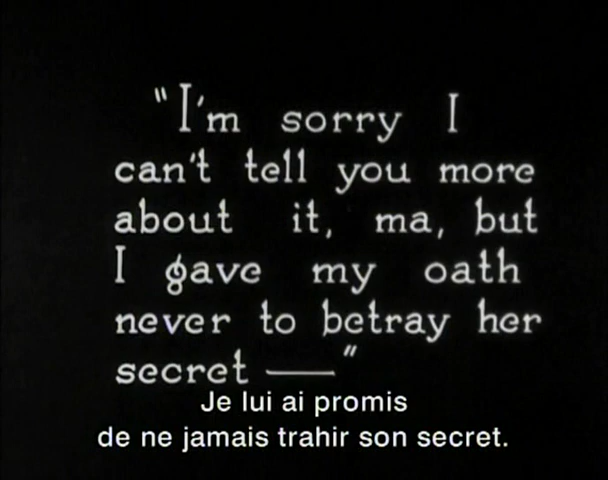 "I'm sorry I
can't tell you more
about it, ma, but
I gave my oath
never to betray her
secret —"
Je lui ai promis
de ne jamais trahir son secret.